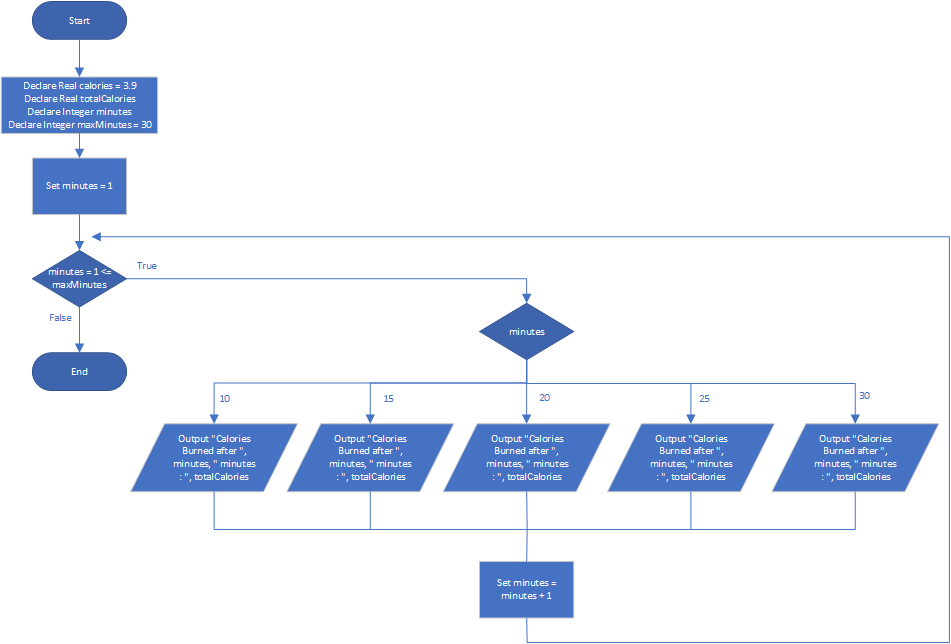 Start
Declare Real calories = 3.9
Declare Real totalCalories
Declare Integer minutes
Declare Integer maxMinutes = 30
Set minutes = 1
minutes = 1 <=
maxMinutes
True
False
End
minutes
10
15
20
25
30
Output "Calories
Burned after ",
minutes, " minutes
: ", totalCalories
Output "Calories
Burned after ",
minutes, " minutes
: ", totalCalories
Output "Calories
Burned after ",
minutes, " minutes
: ", totalCalories
Output "Calories
Burned after ",
minutes, " minutes
: ", totalCalories
Output "Calories
Burned after ",
minutes, " minutes
: ", totalCalories
Set minutes =
minutes + 1